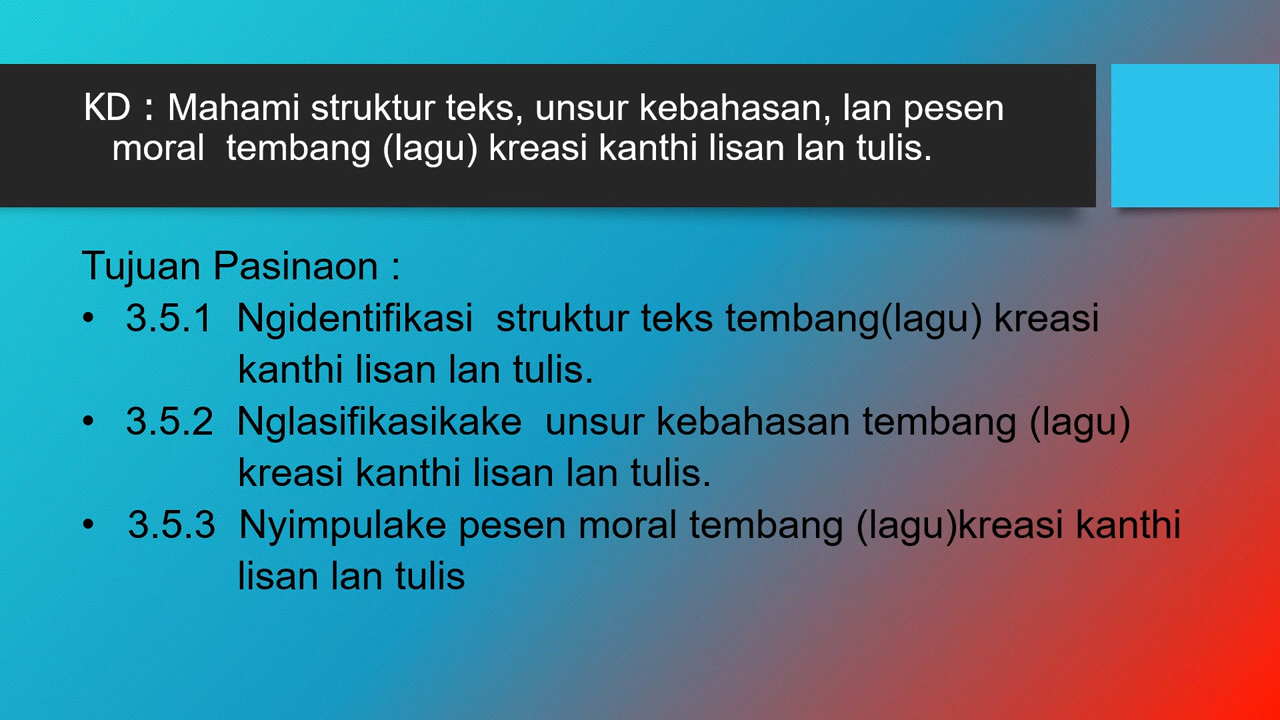 KD : Mahami struktur teks, unsur kebahasan, lan pesen
moral tembang (lagu) kreasi kanthi lisan lan tulis.
Tujuan Pasinaon :
• 3.5.1 Ngidentifikasi struktur teks tembang(lagu) kreasi
kanthi lisan lan tulis.
• 3.5.2 Nglasifikasikake unsur kebahasan tembang (lagu)
kreasi kanthi lisan lan tulis.
• 3.5.3 Nyimpulake pesen moral tembang (lagu)kreasi kanthi
lisan lan tulis